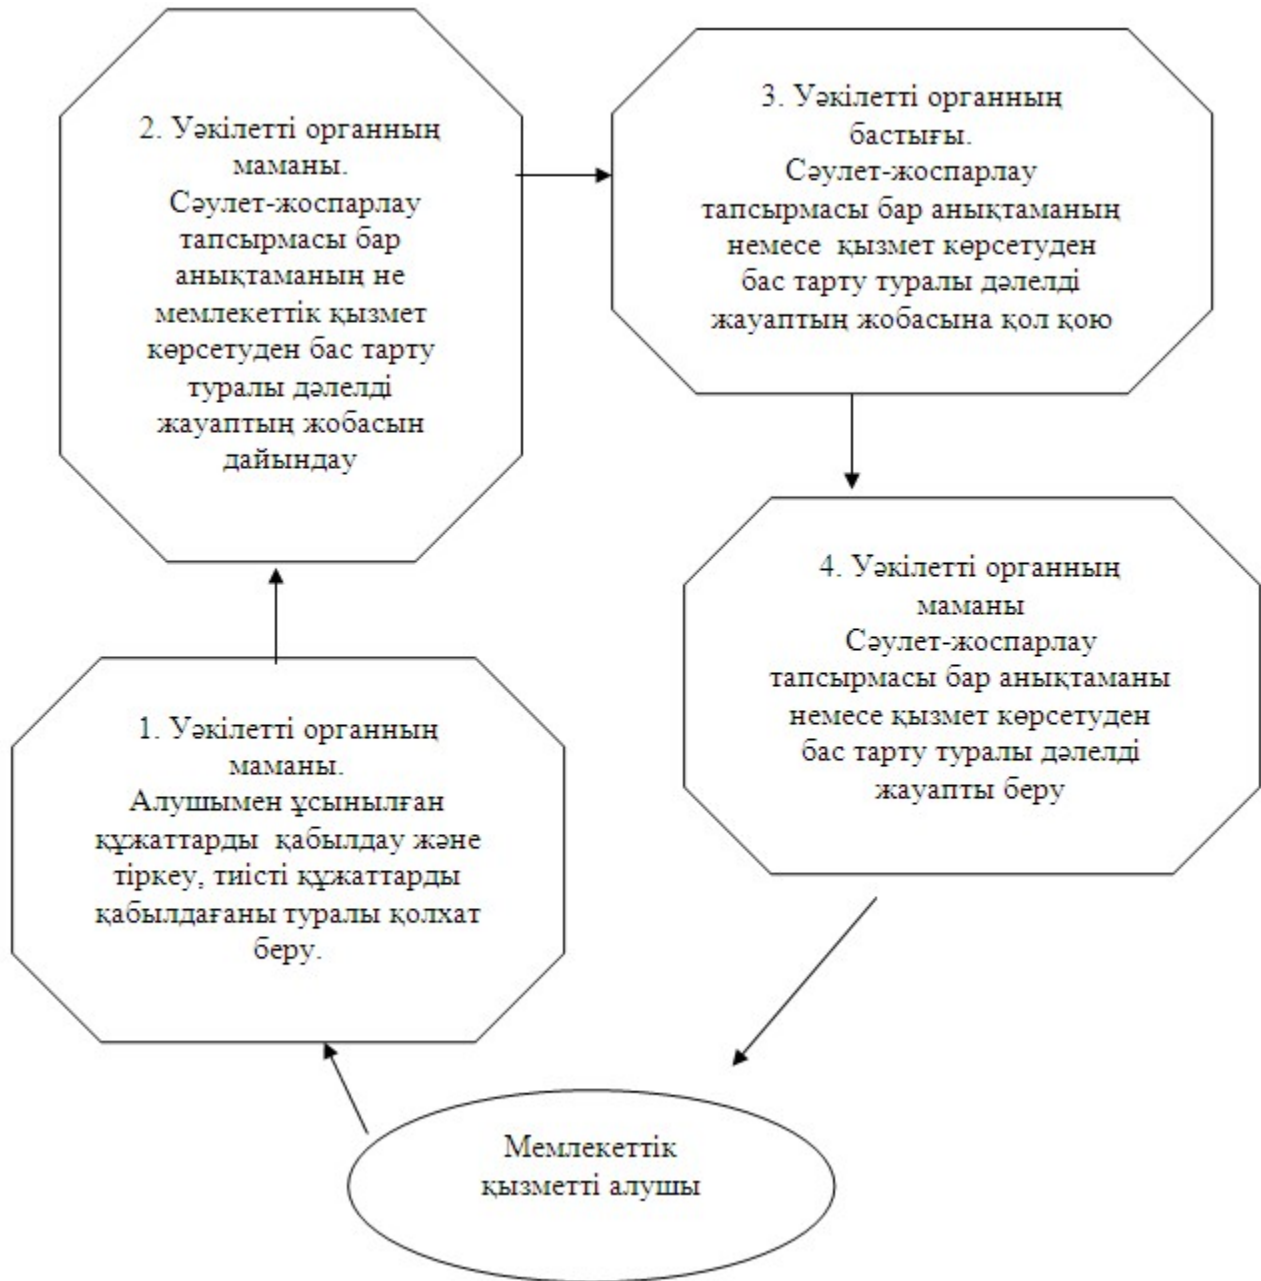 2. Уәкілетті органның
маманы.
Сәулет-жоспарлау
тапсырмасы бар
анықтаманың не
мемлекеттік қызмет
көрсетуден бас тарту
туралы дәлелді
жауаптың жобасын
дайындау
3. Уәкілетті органның
бастығы.
Сәулет-жоспарлау
тапсырмасы бар анықтаманың
немесе қызмет көрсетуден
бас тарту туралы дәлелді
жауаптың жобасына қол қою
4. Уәкілетті органның
маманы
Сәулет-жоспарлау
тапсырмасы бар анықтаманы
немесе қызмет көрсетуден
бас тарту туралы дәлелді
жауапты беру
1. Уәкілетті органның
маманы.
Алушымен ұсынылған
құжаттарды қабылдау және
тіркеу, тиісті құжаттарды
қабылдағаны туралы қолхат
беру.
Мемлекеттік
қызметті алушы